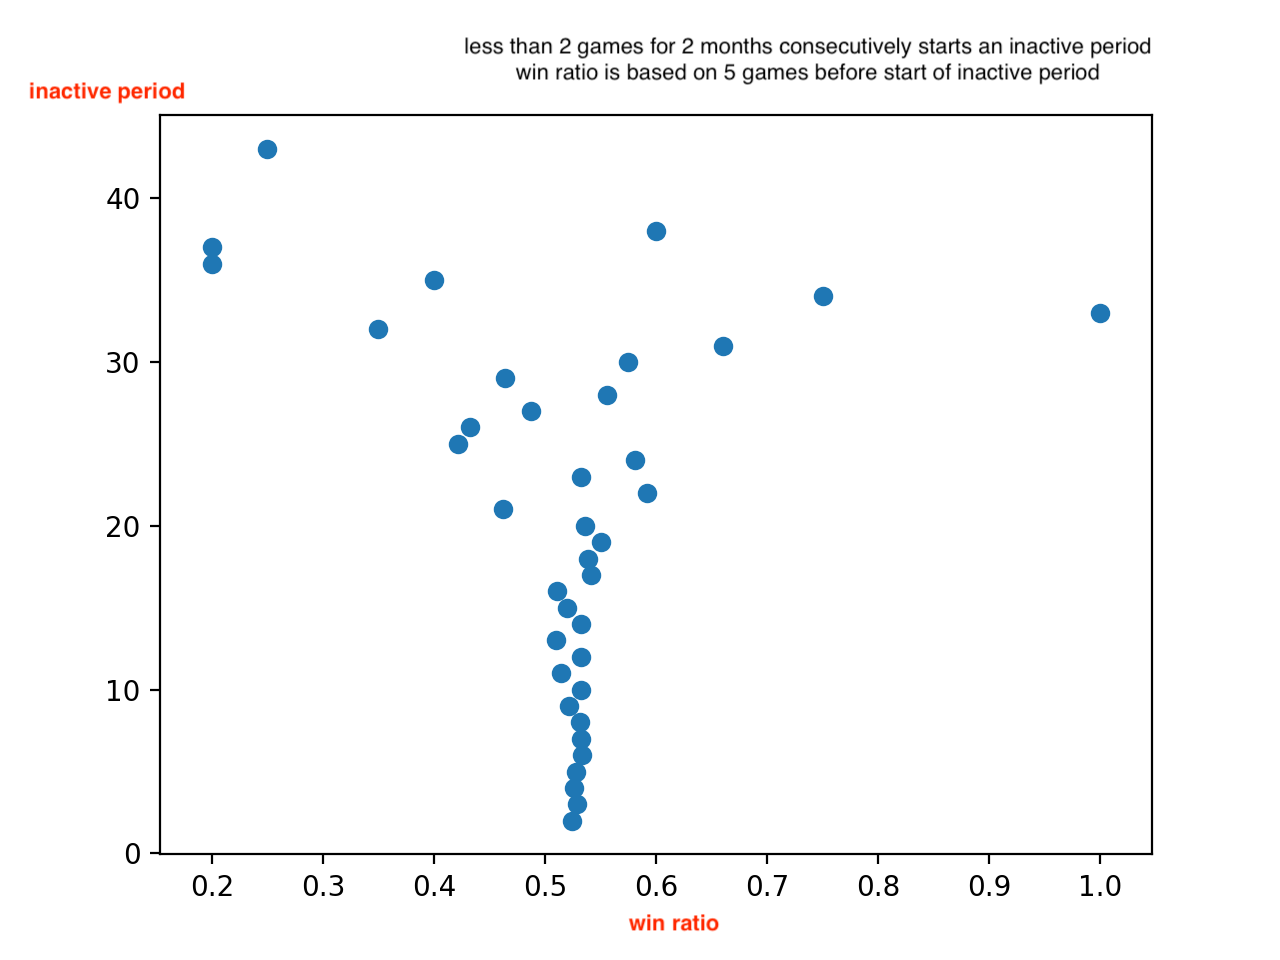 less than 2 games for 2 months consecutively starts an inactive period
win ratio is based on 5 games before start of inactive period
inactive period
40
30
20
10
0
0.2 0.3 0.4 0.5 0.6 0.7 0.8 0.9 1.0
win ratio